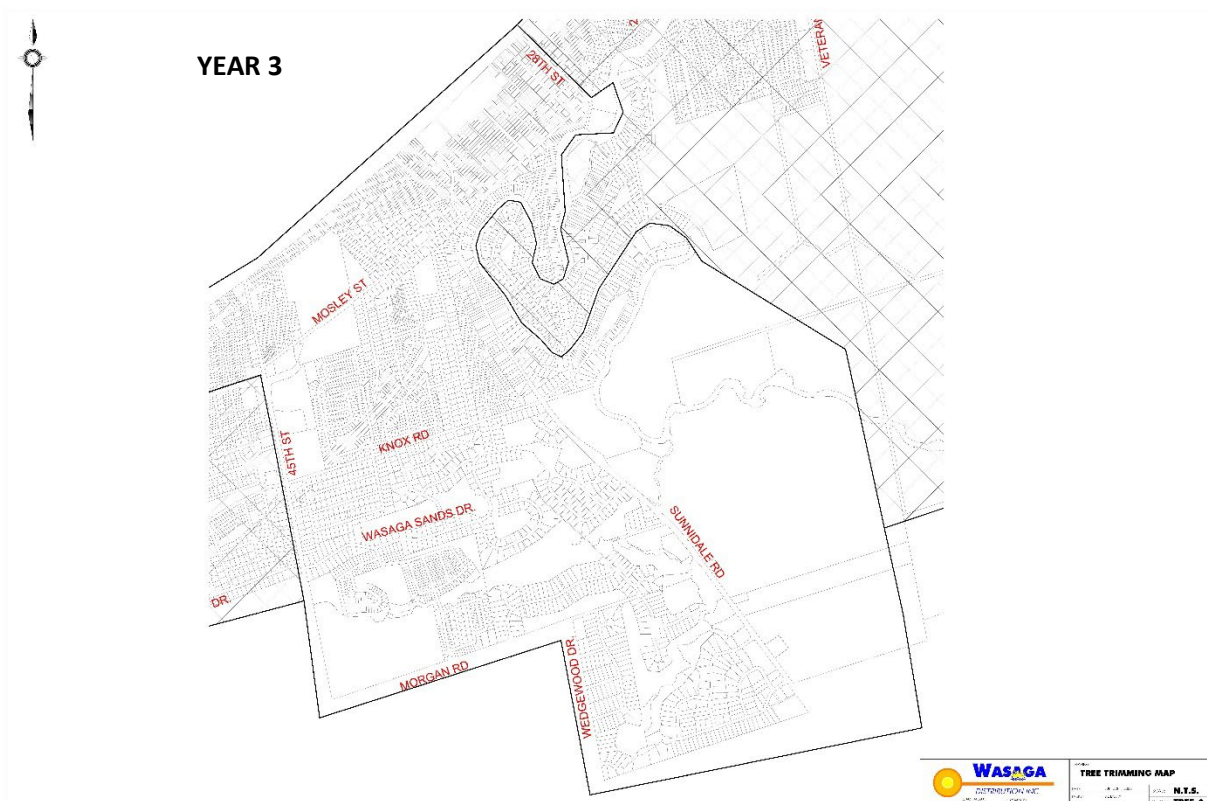 YEAR 3
28TH ST
VETERA
MOSLEY ST
45TH ST
KNOX RD
WASAGA SANDS DR.
SUNNIDALE RD
DR.
MORGAN RD
WEDGEWOOD DR.
WASAGA
DISTRIBUTION INC.
TREE TRIMMING MAP
N.T.S.